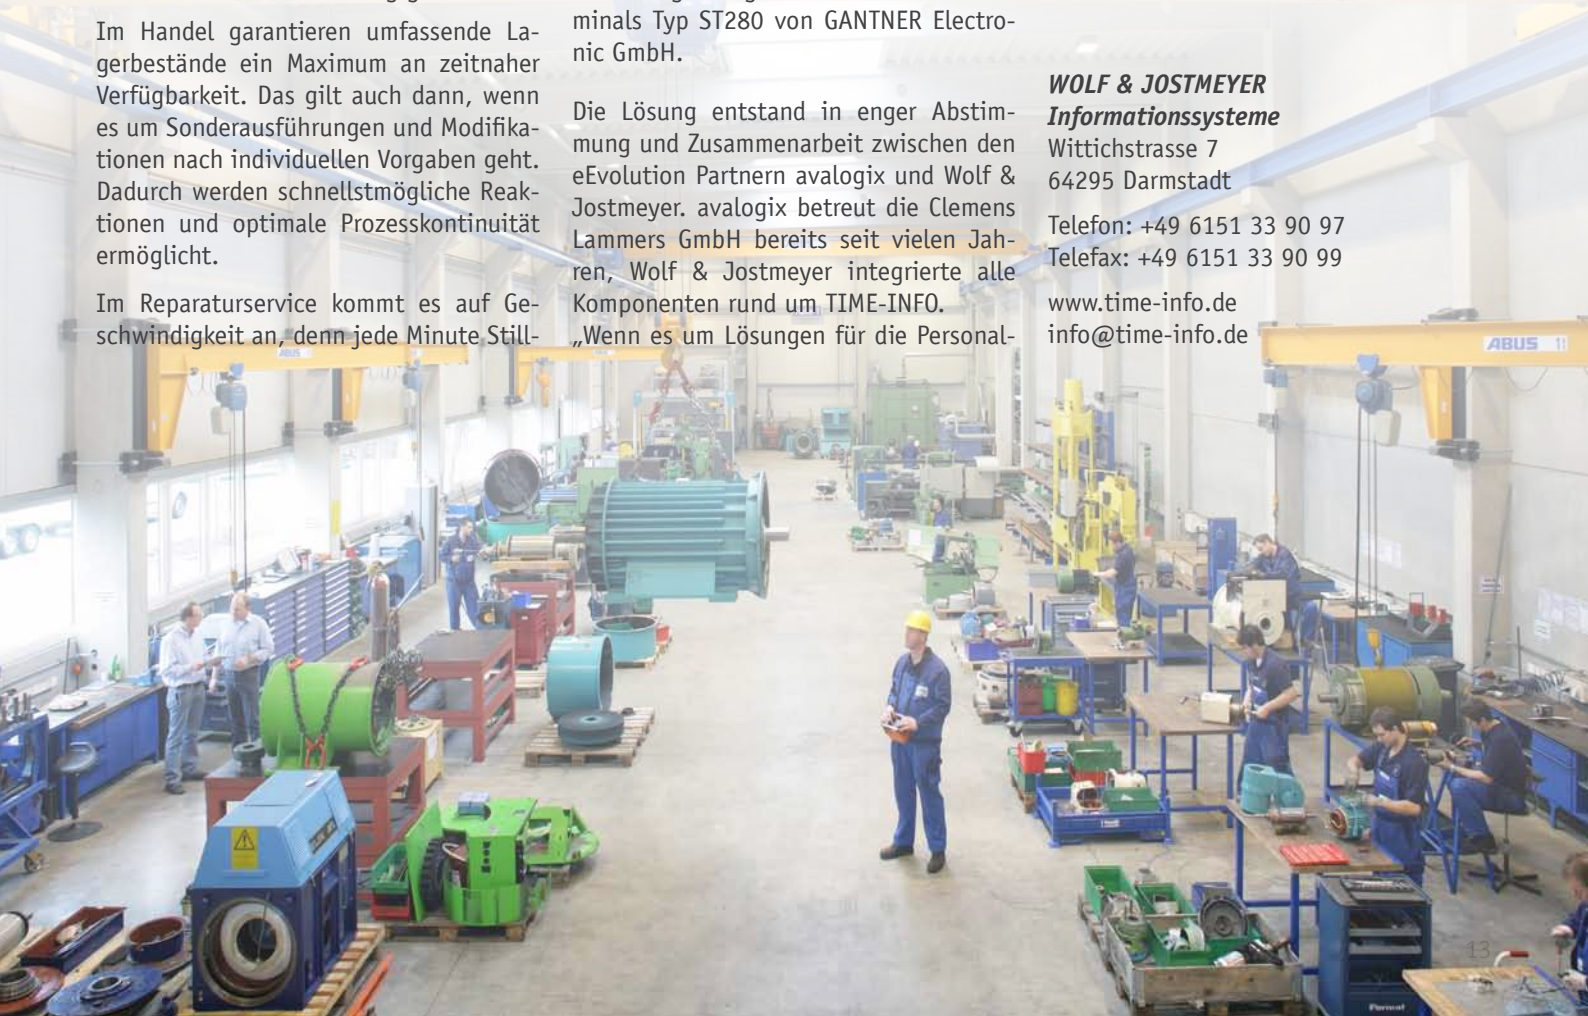 Im Handel garantieren umfassende La-
gerbestände ein Maximum an zeitnaher
Verfügbarkeit. Das gilt auch dann, wenn
es um Sonderausführungen und Modifika-
tionen nach individuellen Vorgaben geht.
Dadurch werden schnellstmögliche Reak-
tionen und optimale Prozesskontinuität
ermöglicht.
Im Reparaturservice kommt es auf Ge-
schwindigkeit an, denn jede Minute Still-
minals Typ ST280 von GANTNER Electro-
nic GmbH.
Die Lösung entstand in enger Abstim-
mung und Zusammenarbeit zwischen den
eEvolution Partnern avalogix und Wolf &
Jostmeyer. avalogix betreut die Clemens
Lammers GmbH bereits seit vielen Jah-
ren, Wolf & Jostmeyer integrierte alle
Komponenten rund um TIME-INFO.
„Wenn es um Lösungen für die Personal-
WOLF & JOSTMEYER
Informationssysteme
Wittichstrasse 7
64295 Darmstadt
Telefon: +49 6151 33 90 97
Telefax: +49 6151 33 90 99
www.time-info.de
info@time-info.de
ABUS
ABUS 1t
13